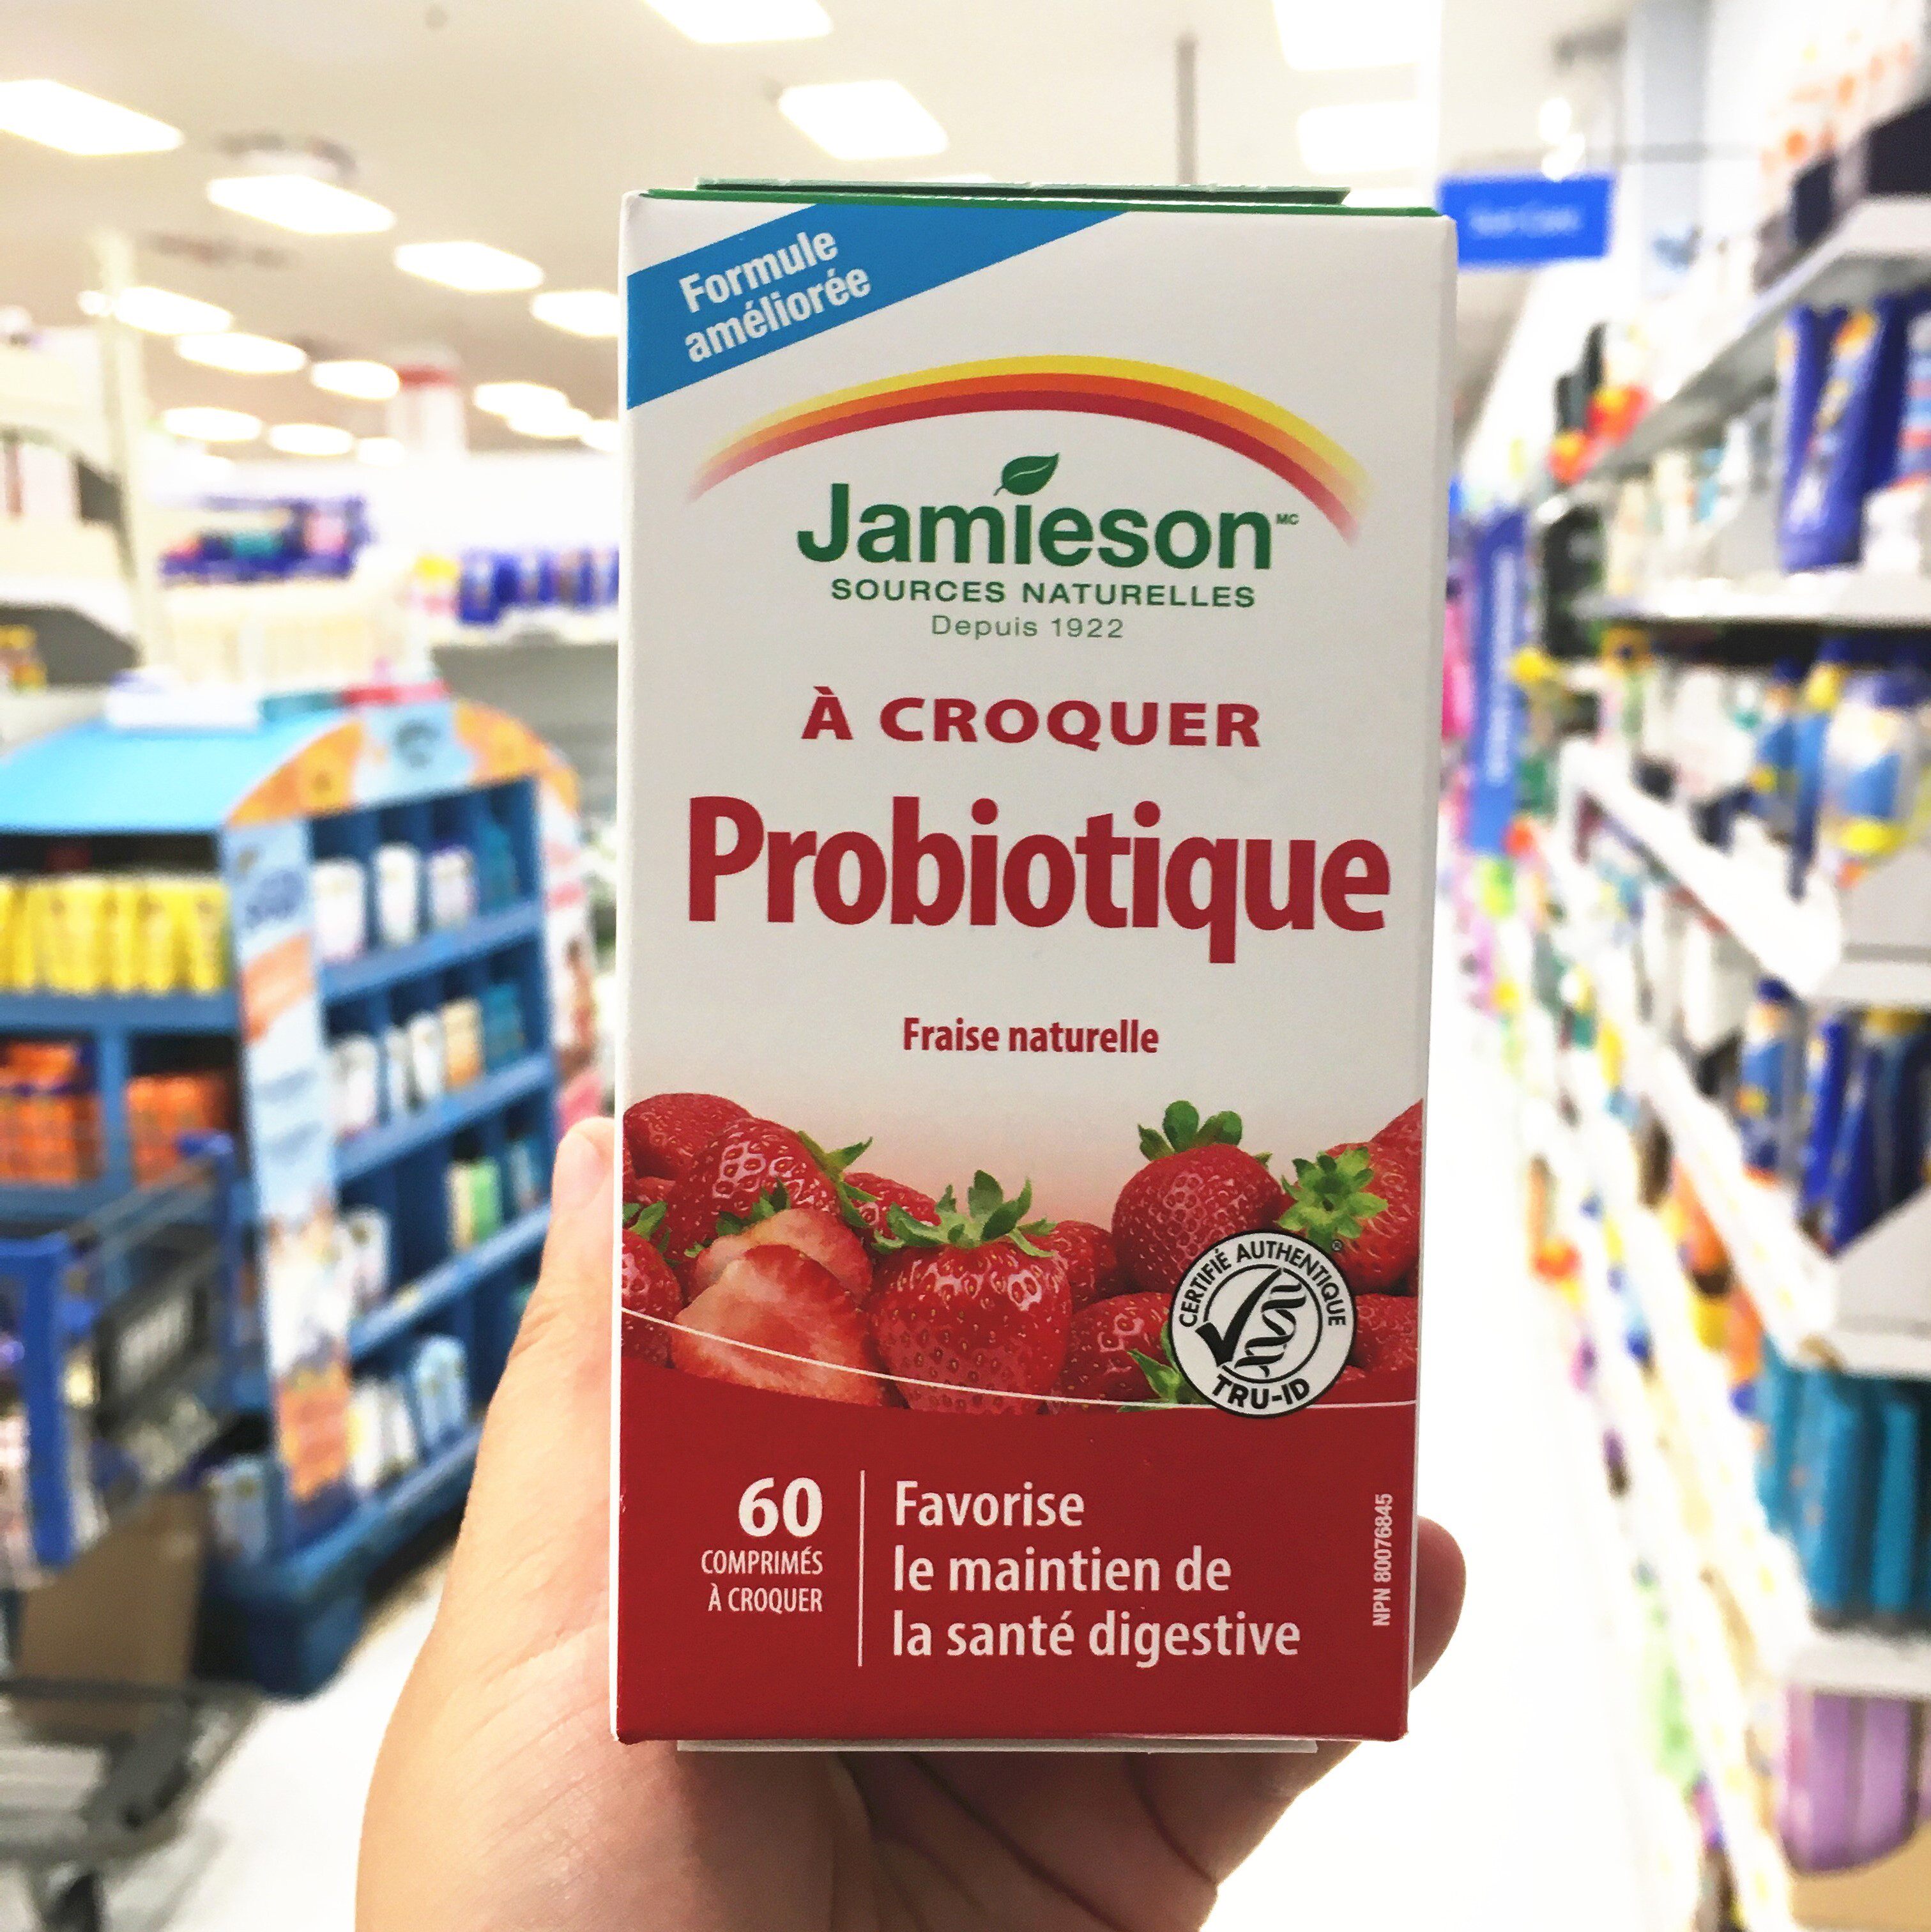 Formule
améliorée
Jamieson MC
SOURCES NATURELLES
Depuis 1922
À CROQUER
Probiotique
Fraise naturelle
CERTIFIÉ AUTHENTIQUE ®
TRU-ID
60
COMPRIMÉS
À CROQUER
Favorise
le maintien de
la santé digestive
NPN 80076845